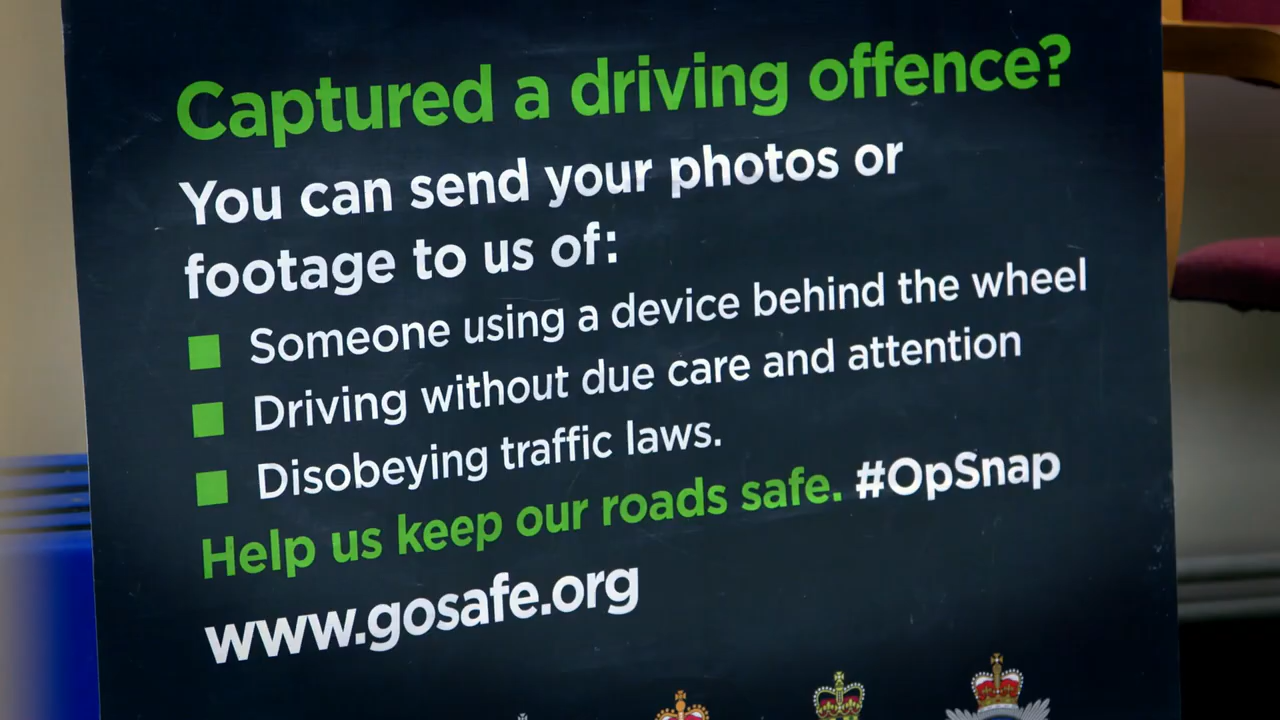 Captured a driving offence?
You can send your photos or
footage to us of:
Someone using a device behind the wheel
Driving without due care and attention
Disobeying traffic laws.
Help us keep our roads safe. #OpSnap
www.gosafe.org